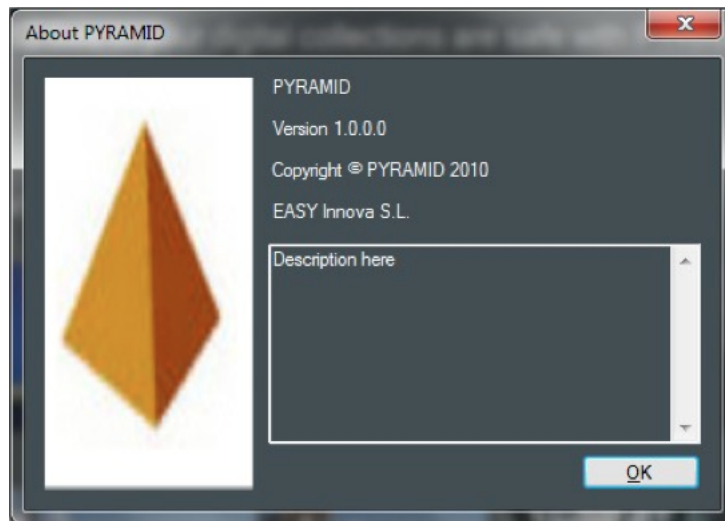 About PYRAMID
PYRAMID
Version 1.0.0.0
Copyright © PYRAMID 2010
EASY Innova S.L.
Description here
OK